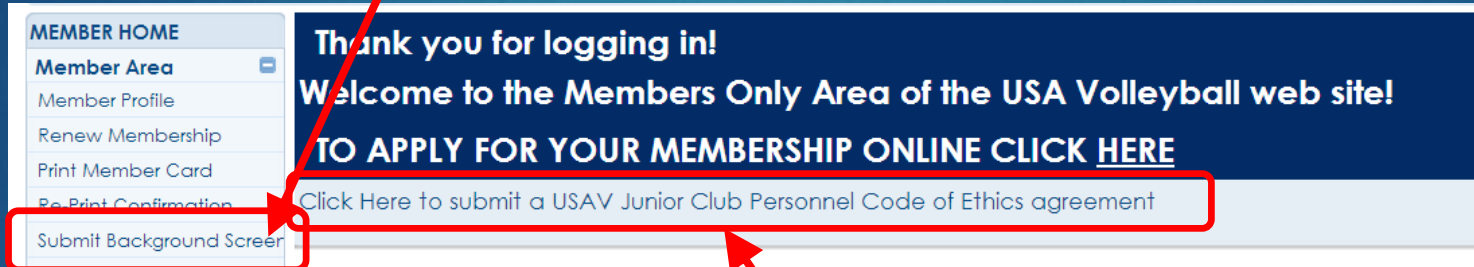 MEMBER HOME
Member Area
Member Profile
Renew Membership
Print Member Card
Re-Print Confirmation
Submit Background Screen
Thank you for logging in!
Welcome to the Members Only Area of the USA Volleyball web site!
TO APPLY FOR YOUR MEMBERSHIP ONLINE CLICK HERE
Click Here to submit a USAV Junior Club Personnel Code of Ethics agreement